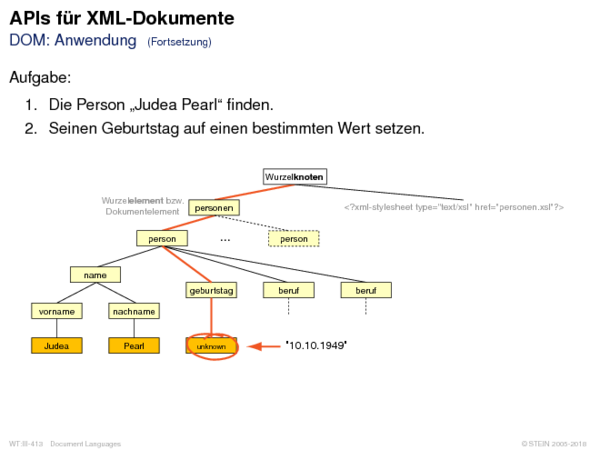 APIs für XML-Dokumente
DOM: Anwendung (Fortsetzung)
Aufgabe:
1. Die Person „Judea Pearl“ finden.
2. Seinen Geburtstag auf einen bestimmten Wert setzen.
Wurzelknoten
Wurzelelement bzw.
Dokumentelement
personen
<?xml-stylesheet type="text/xsl" href="personen.xsl"?>
person
...
person
name
geburtstag
beruf
beruf
vorname
nachname
Judea
Pearl
unknown
"10.10.1949"
WT:III-413 Document Languages
© STEIN 2005-2018